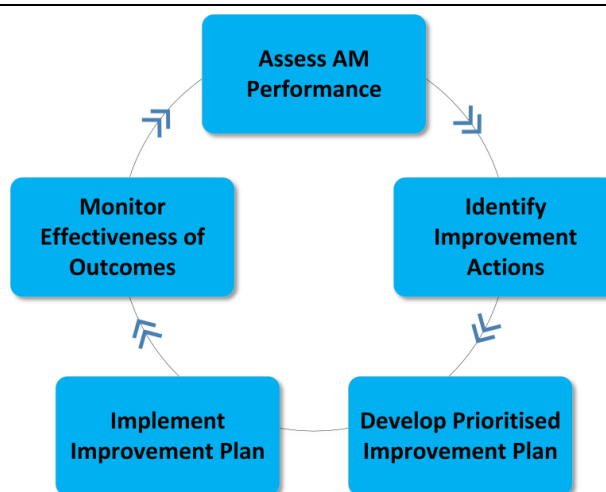 Assess AM
Performance
Identify
Improvement
Actions
Develop Prioritised
Improvement Plan
Implement
Improvement Plan
Monitor
Effectiveness of
Outcomes